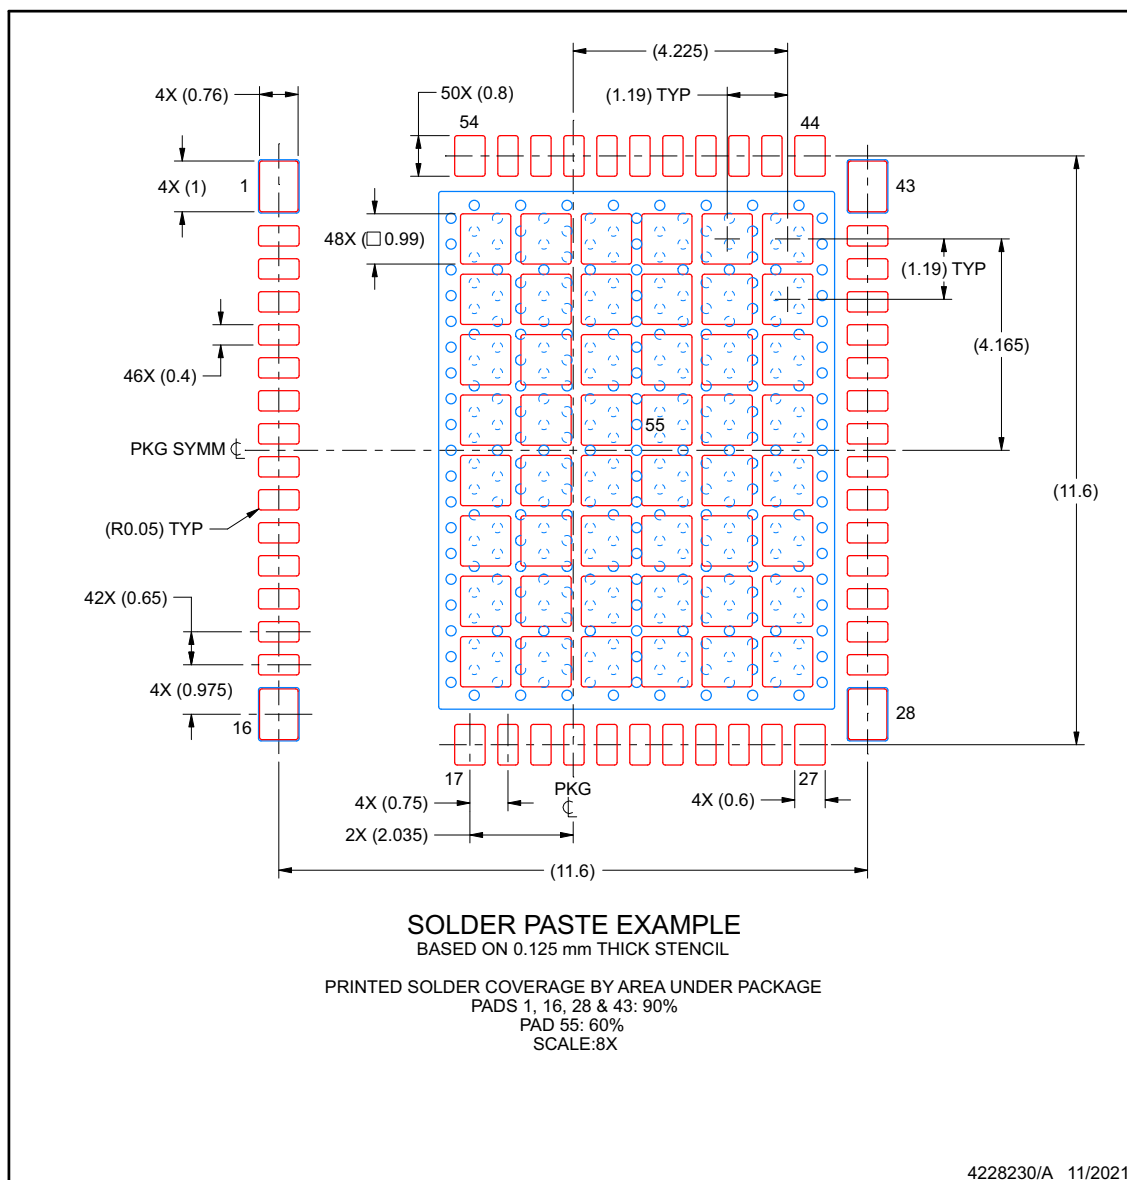 (4.225)
4X (0.76)
50X (0.8)
(1.19) TYP
54
44
4X (1)
1
43
48X (□ 0.99)
(1.19) TYP
(4.165)
46X (0.4)
55
PKG SYMM ℄
(11.6)
(R0.05) TYP
42X (0.65)
4X (0.975)
16
28
17
27
PKG
℄
4X (0.75)
4X (0.6)
2X (2.035)
(11.6)
SOLDER PASTE EXAMPLE
BASED ON 0.125 mm THICK STENCIL
PRINTED SOLDER COVERAGE BY AREA UNDER PACKAGE
PADS 1, 16, 28 & 43: 90%
PAD 55: 60%
SCALE:8X
4228230/A 11/2021